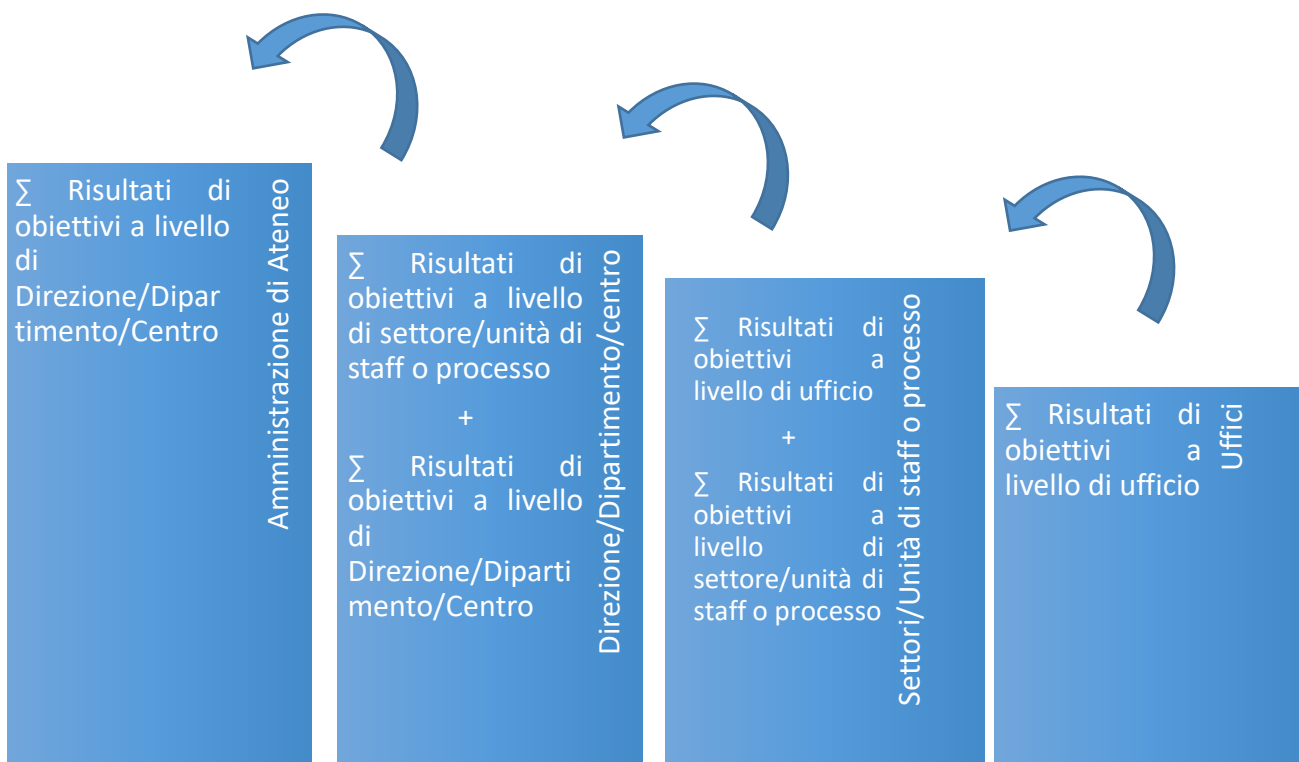 ∑ Risultati di
obiettivi a livello
di
Direzione/Dipar
timento/Centro
Amministrazione di Ateneo
∑ Risultati di
obiettivi a livello
di settore/unità di
staff o processo
+
∑ Risultati di
obiettivi a livello
di
Direzione/Diparti
mento/Centro
Direzione/Dipartimento/centro
∑ Risultati di
obiettivi a
livello di ufficio
+
∑ Risultati di
obiettivi a
livello di
settore/unità di
staff o processo
Settori/Unità di staff o processo
∑ Risultati di
obiettivi a
livello di ufficio
Uffici